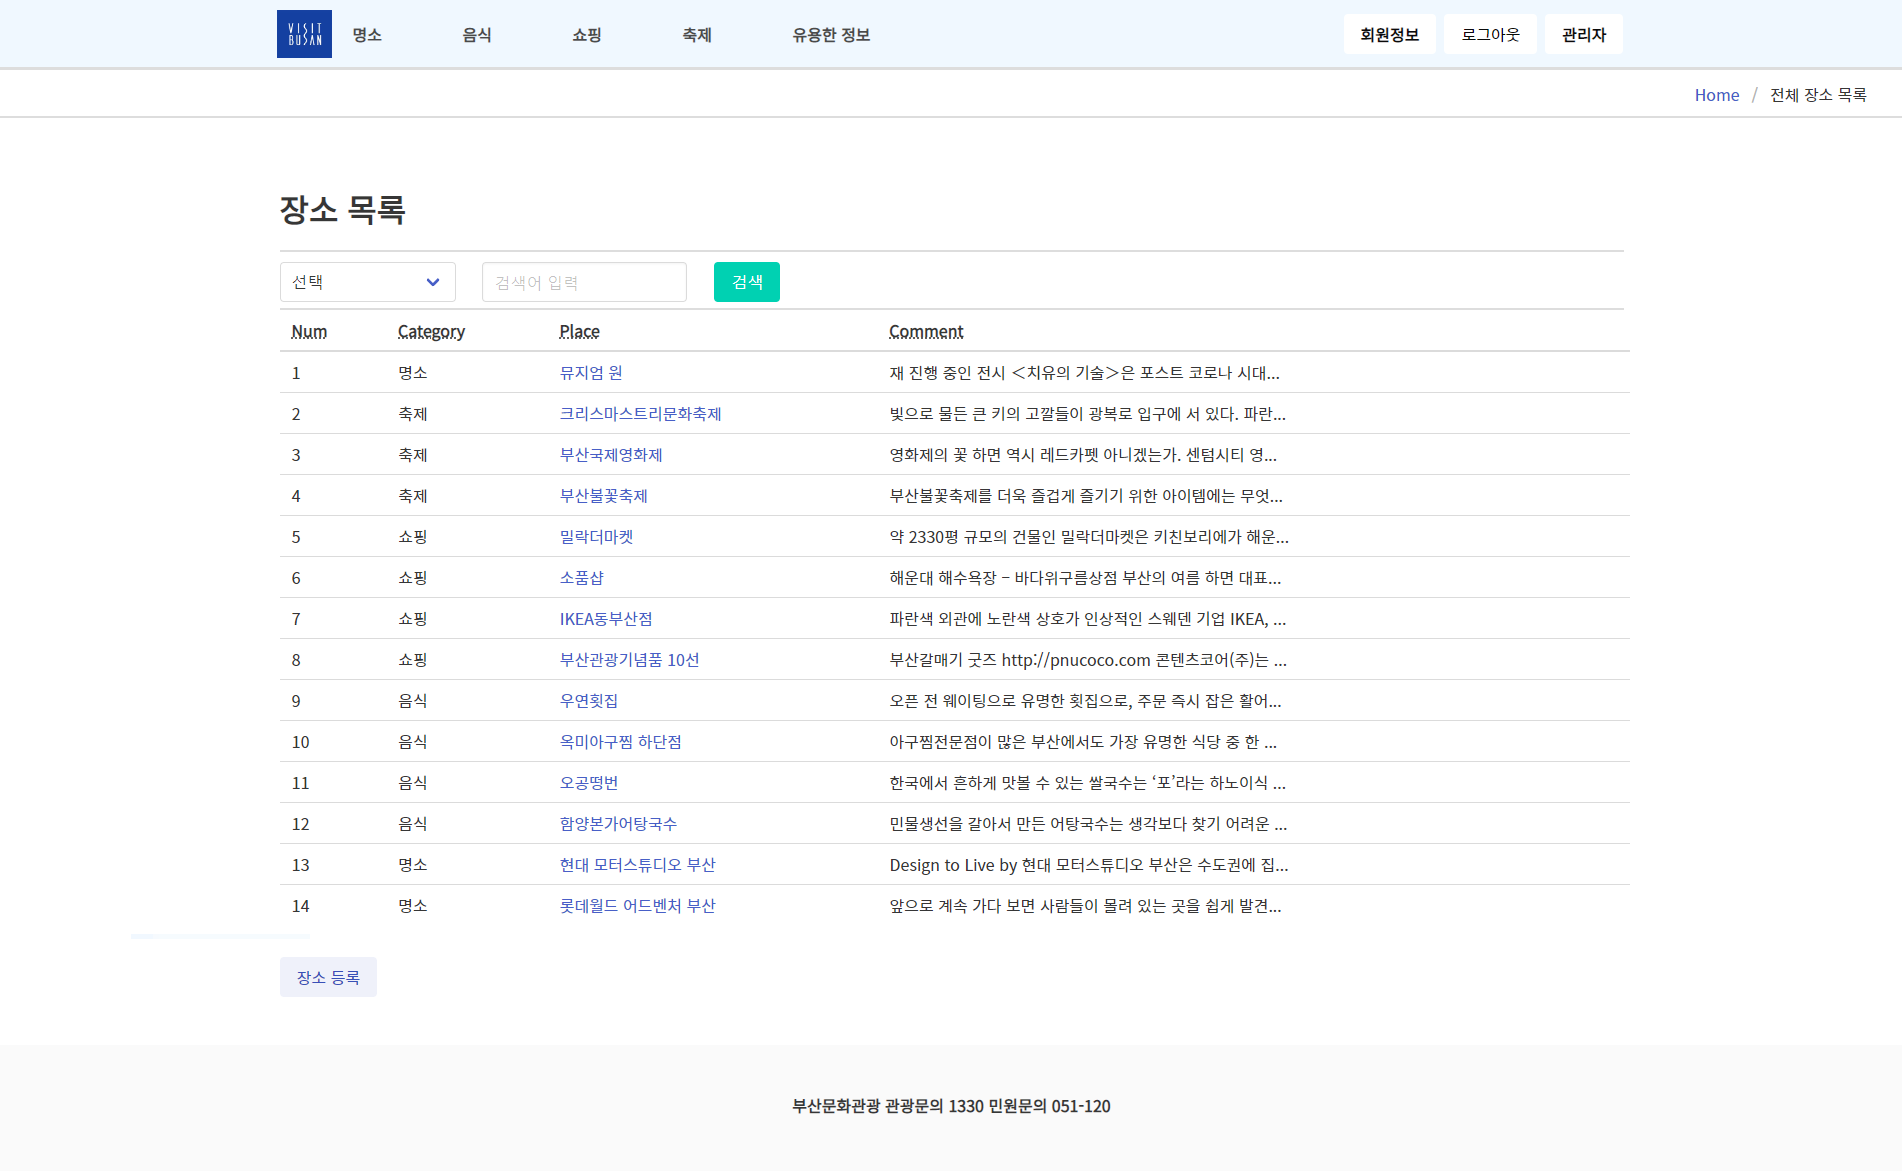 VISIT
BUSAN
명소 음식 쇼핑 축제 유용한 정보 회원정보 로그아웃 관리자
Home / 전체 장소 목록
장소 목록
선택 검색어 입력 검색
Num Category Place Comment
1 명소 뮤지엄 원 재 진행 중인 전시 <치유의 기술>은 포스트 코로나 시대...
2 축제 크리스마스트리문화축제 빛으로 물든 큰 키의 고깔들이 광복로 입구에 서 있다. 파란...
3 축제 부산국제영화제 영화제의 꽃 하면 역시 레드카펫 아니겠는가. 센텀시티 영...
4 축제 부산불꽃축제 부산불꽃축제를 더욱 즐겁게 즐기기 위한 아이템에는 무엇...
5 쇼핑 밀락더마켓 약 2330평 규모의 건물인 밀락더마켓은 키친보리에가 해운...
6 쇼핑 소품샵 해운대 해수욕장 – 바다위구름상점 부산의 여름 하면 대표...
7 쇼핑 IKEA동부산점 파란색 외관에 노란색 상호가 인상적인 스웨덴 기업 IKEA, ...
8 쇼핑 부산관광기념품 10선 부산갈매기 굿즈 http://pnucoco.com 콘텐츠코어(주)는 ...
9 음식 우연횟집 오픈 전 웨이팅으로 유명한 횟집으로, 주문 즉시 잡은 활어...
10 음식 옥미아구찜 하단점 아구찜전문점이 많은 부산에서도 가장 유명한 식당 중 한 ...
11 음식 오공떵번 한국에서 흔하게 맛볼 수 있는 쌀국수는 ‘포’라는 하노이식 ...
12 음식 함양본가어탕국수 민물생선을 갈아서 만든 어탕국수는 생각보다 찾기 어려운 ...
13 명소 현대 모터스튜디오 부산 Design to Live by 현대 모터스튜디오 부산은 수도권에 집...
14 명소 롯데월드 어드벤처 부산 앞으로 계속 가다 보면 사람들이 몰려 있는 곳을 쉽게 발견...
장소 등록
부산문화관광 관광문의 1330 민원문의 051-120